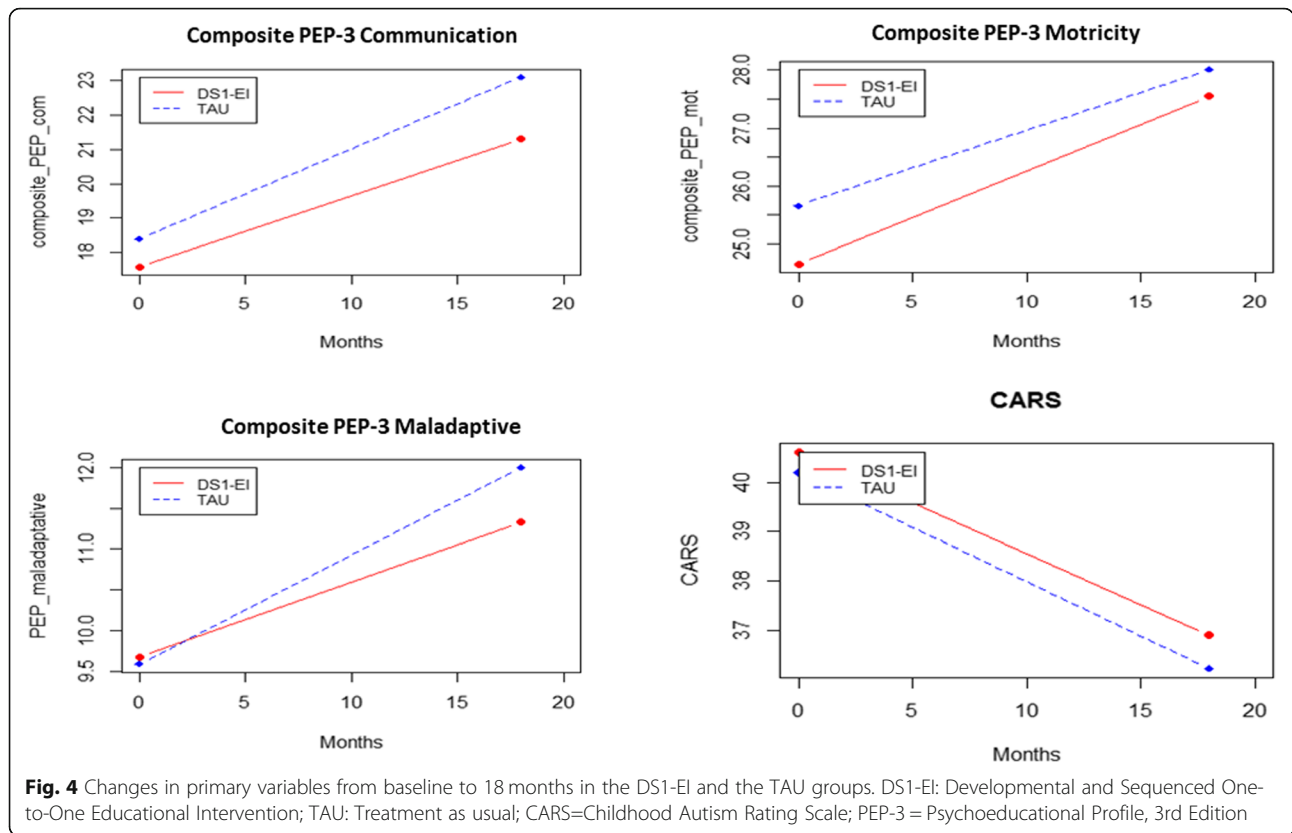 Composite PEP-3 Communication
composite_PEP_com
23
22
21
20
19
18
DS1-EI
TAU
0 5 10 15 20
Months
Composite PEP-3 Motricity
composite_PEP_mot
28.0
27.0
26.0
25.0
DS1-EI
TAU
0 5 10 15 20
Months
Composite PEP-3 Maladaptive
PEP_maladaptative
12.0
11.0
10.0
9.5
DS1-EI
TAU
0 5 10 15 20
Months
CARS
CARS
40
39
38
37
DS1-EI
TAU
0 5 10 15 20
Months
Fig. 4 Changes in primary variables from baseline to 18 months in the DS1-EI and the TAU groups. DS1-EI: Developmental and Sequenced One-
to-One Educational Intervention; TAU: Treatment as usual; CARS=Childhood Autism Rating Scale; PEP-3 = Psychoeducational Profile, 3rd Edition